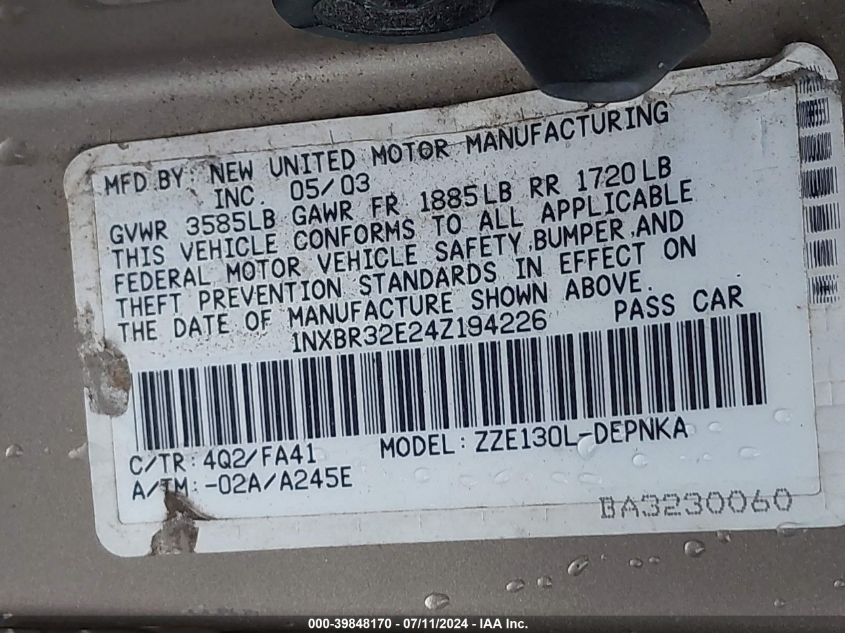 MFD BY: NEW UNITED MOTOR MANUFACTURING
INC. 05/03
GVWR 3585LB GAWR FR 1885LB RR 1720LB
THIS VEHICLE CONFORMS TO ALL APPLICABLE
FEDERAL MOTOR VEHICLE SAFETY,BUMPER,AND
THEFT PREVENTION STANDARDS IN EFFECT ON
THE DATE OF MANUFACTURE SHOWN ABOVE.
1NXBR32E24Z194226 PASS CAR
C/TR: 4Q2/FA41 MODEL: ZZE130L-DEPNKA
A/TM: -02A/A245E
BA3230060
000-39848170 - 07/11/2024 - IAA Inc.